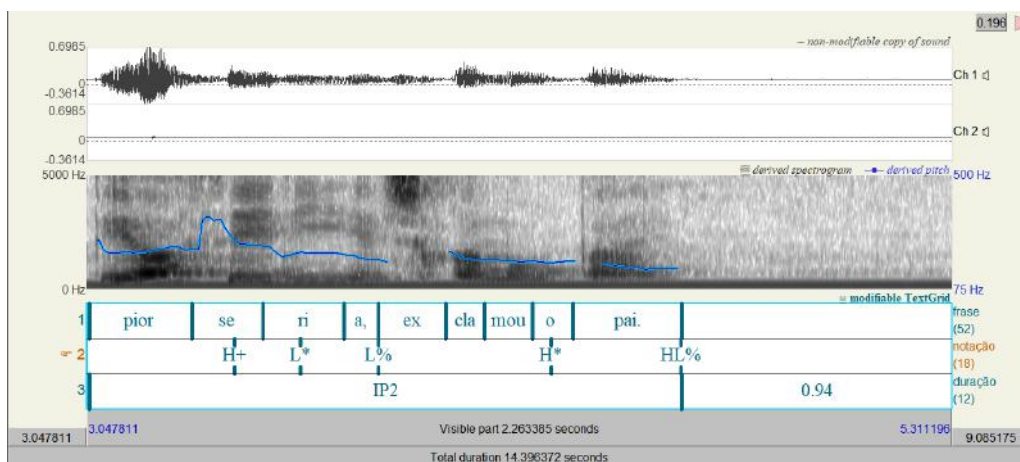 0.196
0.6985
– non-modifiable copy of sound
0
-0.3614
Ch 1
0.6985
0
-0.3614
Ch 2
5000 Hz
derived spectrogram
derived pitch
500 Hz
0 Hz
75 Hz
modifiable TextGrid
1 pior se ri a, ex cla mou o pai. frase (52)
2 H+ L* L% H* HL% notação (18)
3 IP2 0.94 duração (12)
3.047811 3.047811 Visible part 2.263385 seconds 5.311196 9.085175
Total duration 14.396372 seconds